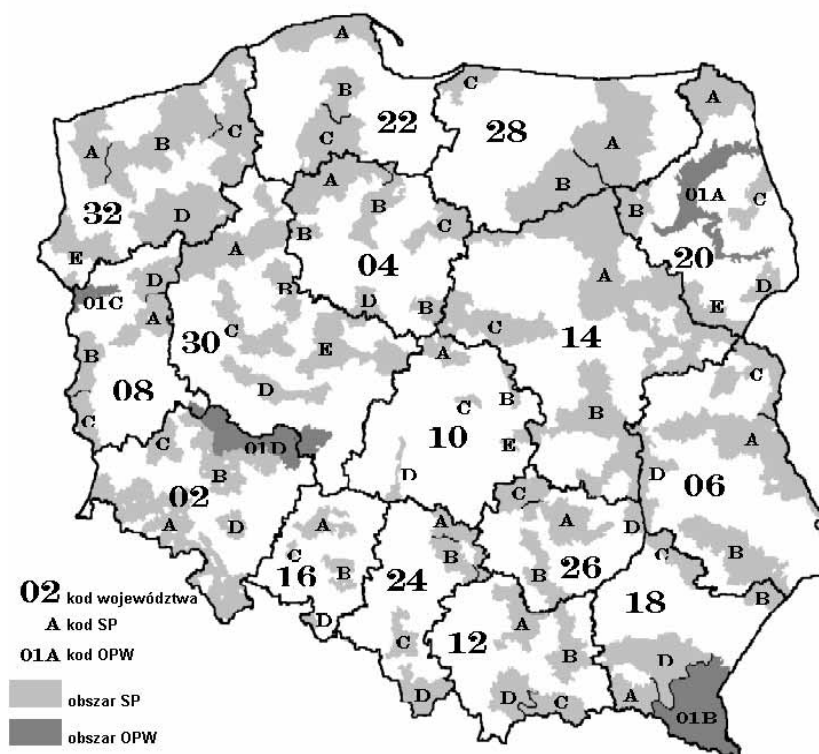 A
C
A
B
C
22
28
A
A
B
C
B
01A
C
32
D
A
B
B
B
C
20
E
A
B
04
D
A
D
E
01C
A
B
D
B
C
14
30
C
E
A
C
B
08
D
C
B
B
A
C
10
E
C
01D
D
06
02
B
C
D
A
D
A
A
A
D
C
B
16
B
24
B
26
B
C
18
B
02 kod województwa
D
12
A
A kod SP
C
B
D
01A kod OPW
D
D
C
A
obszar SP
01B
obszar OPW